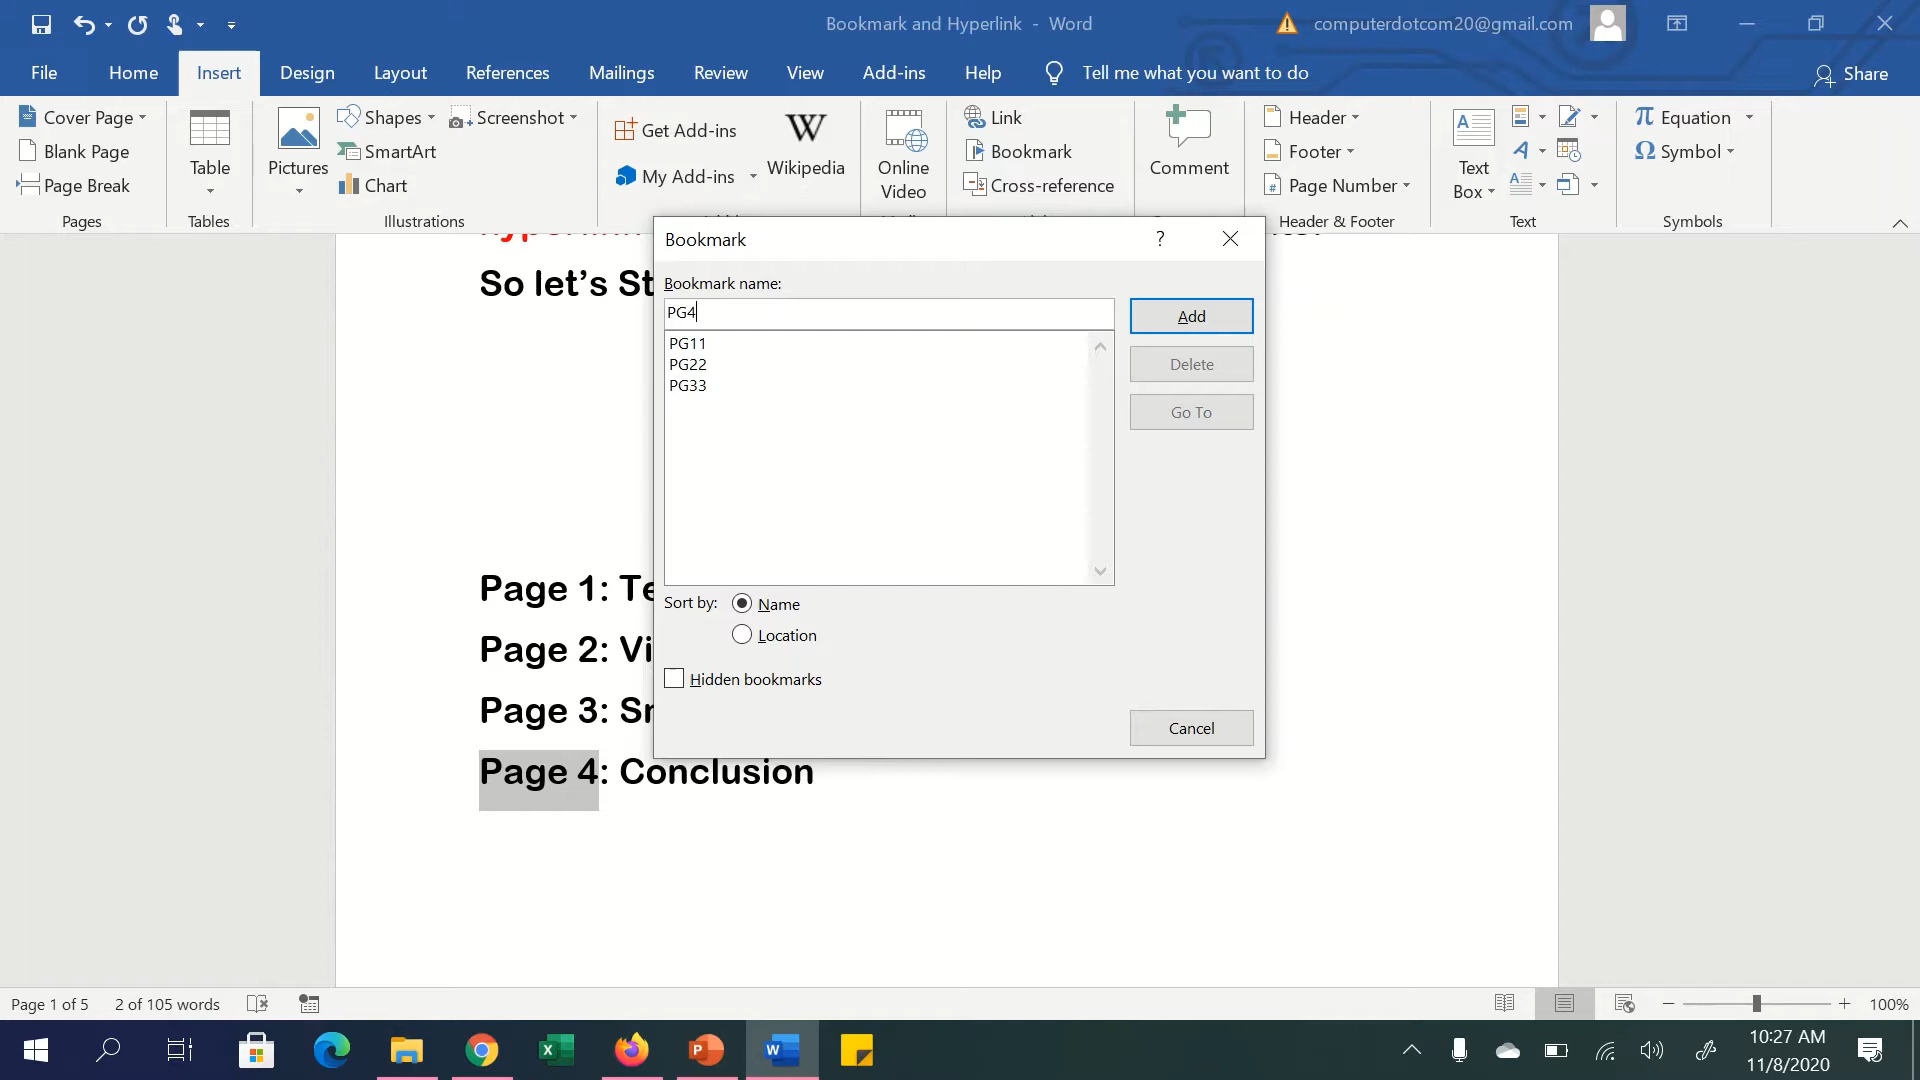 Bookmark and Hyperlink - Word
computerdotcom20@gmail.com
File Home Insert Design Layout References Mailings Review View Add-ins Help Tell me what you want to do Share
Cover Page
Blank Page
Page Break
Pages
Table
Tables
Pictures
Shapes
SmartArt
Chart
Screenshot
Illustrations
Get Add-ins
My Add-ins
W
Wikipedia
Online
Video
Link
Bookmark
Cross-reference
Comment
Header
Footer
Page Number
Header & Footer
Text
Box
Text
π Equation
Ω Symbol
Symbols
So let's St
Page 1: Te
Page 2: Vi
Page 3: Sr
Page 4: Conclusion
Bookmark ?
Bookmark name:
PG4
Add
PG11
PG22
PG33
Delete
Go To
Sort by: Name
Location
Hidden bookmarks
Cancel
Page 1 of 5 2 of 105 words
100%
10:27 AM
11/8/2020